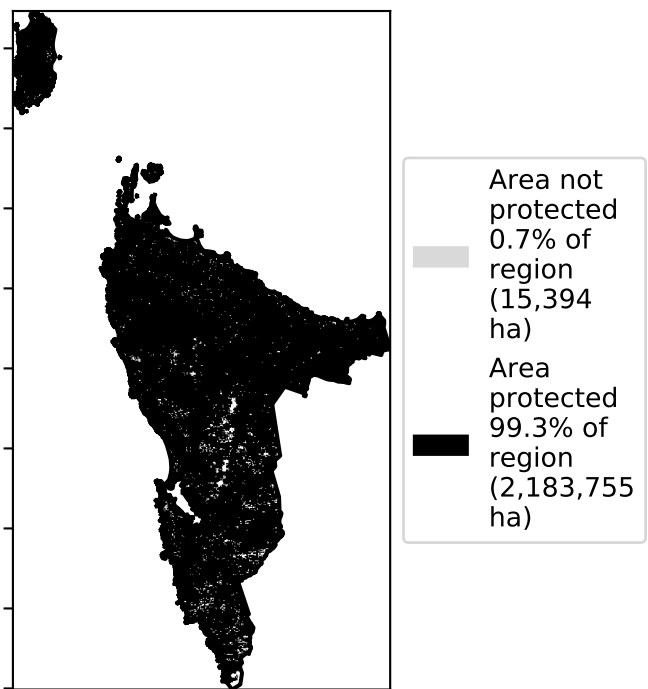 Area not
protected
0.7% of
region
(15,394
ha)
Area
protected
99.3% of
region
(2,183,755
ha)